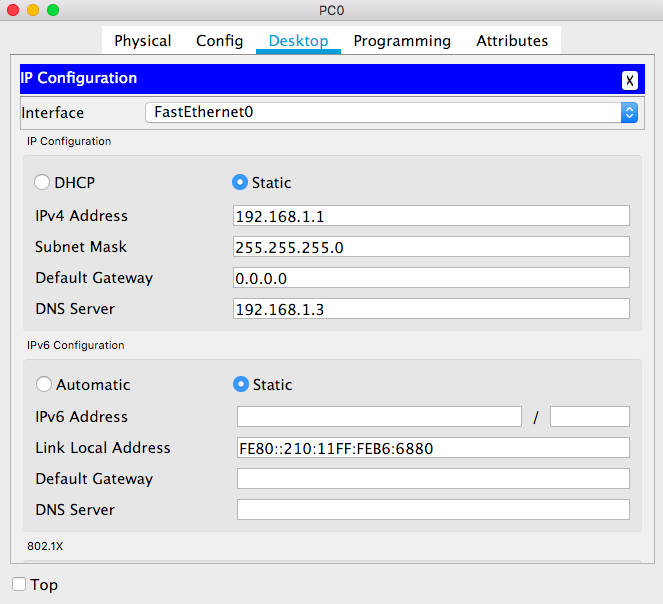 PC0
Physical Config Desktop Programming Attributes
IP Configuration X
Interface FastEthernet0
IP Configuration
DHCP Static
IPv4 Address 192.168.1.1
Subnet Mask 255.255.255.0
Default Gateway 0.0.0.0
DNS Server 192.168.1.3
IPv6 Configuration
Automatic Static
IPv6 Address /
Link Local Address FE80::210:11FF:FEB6:6880
Default Gateway
DNS Server
802.1X
Top